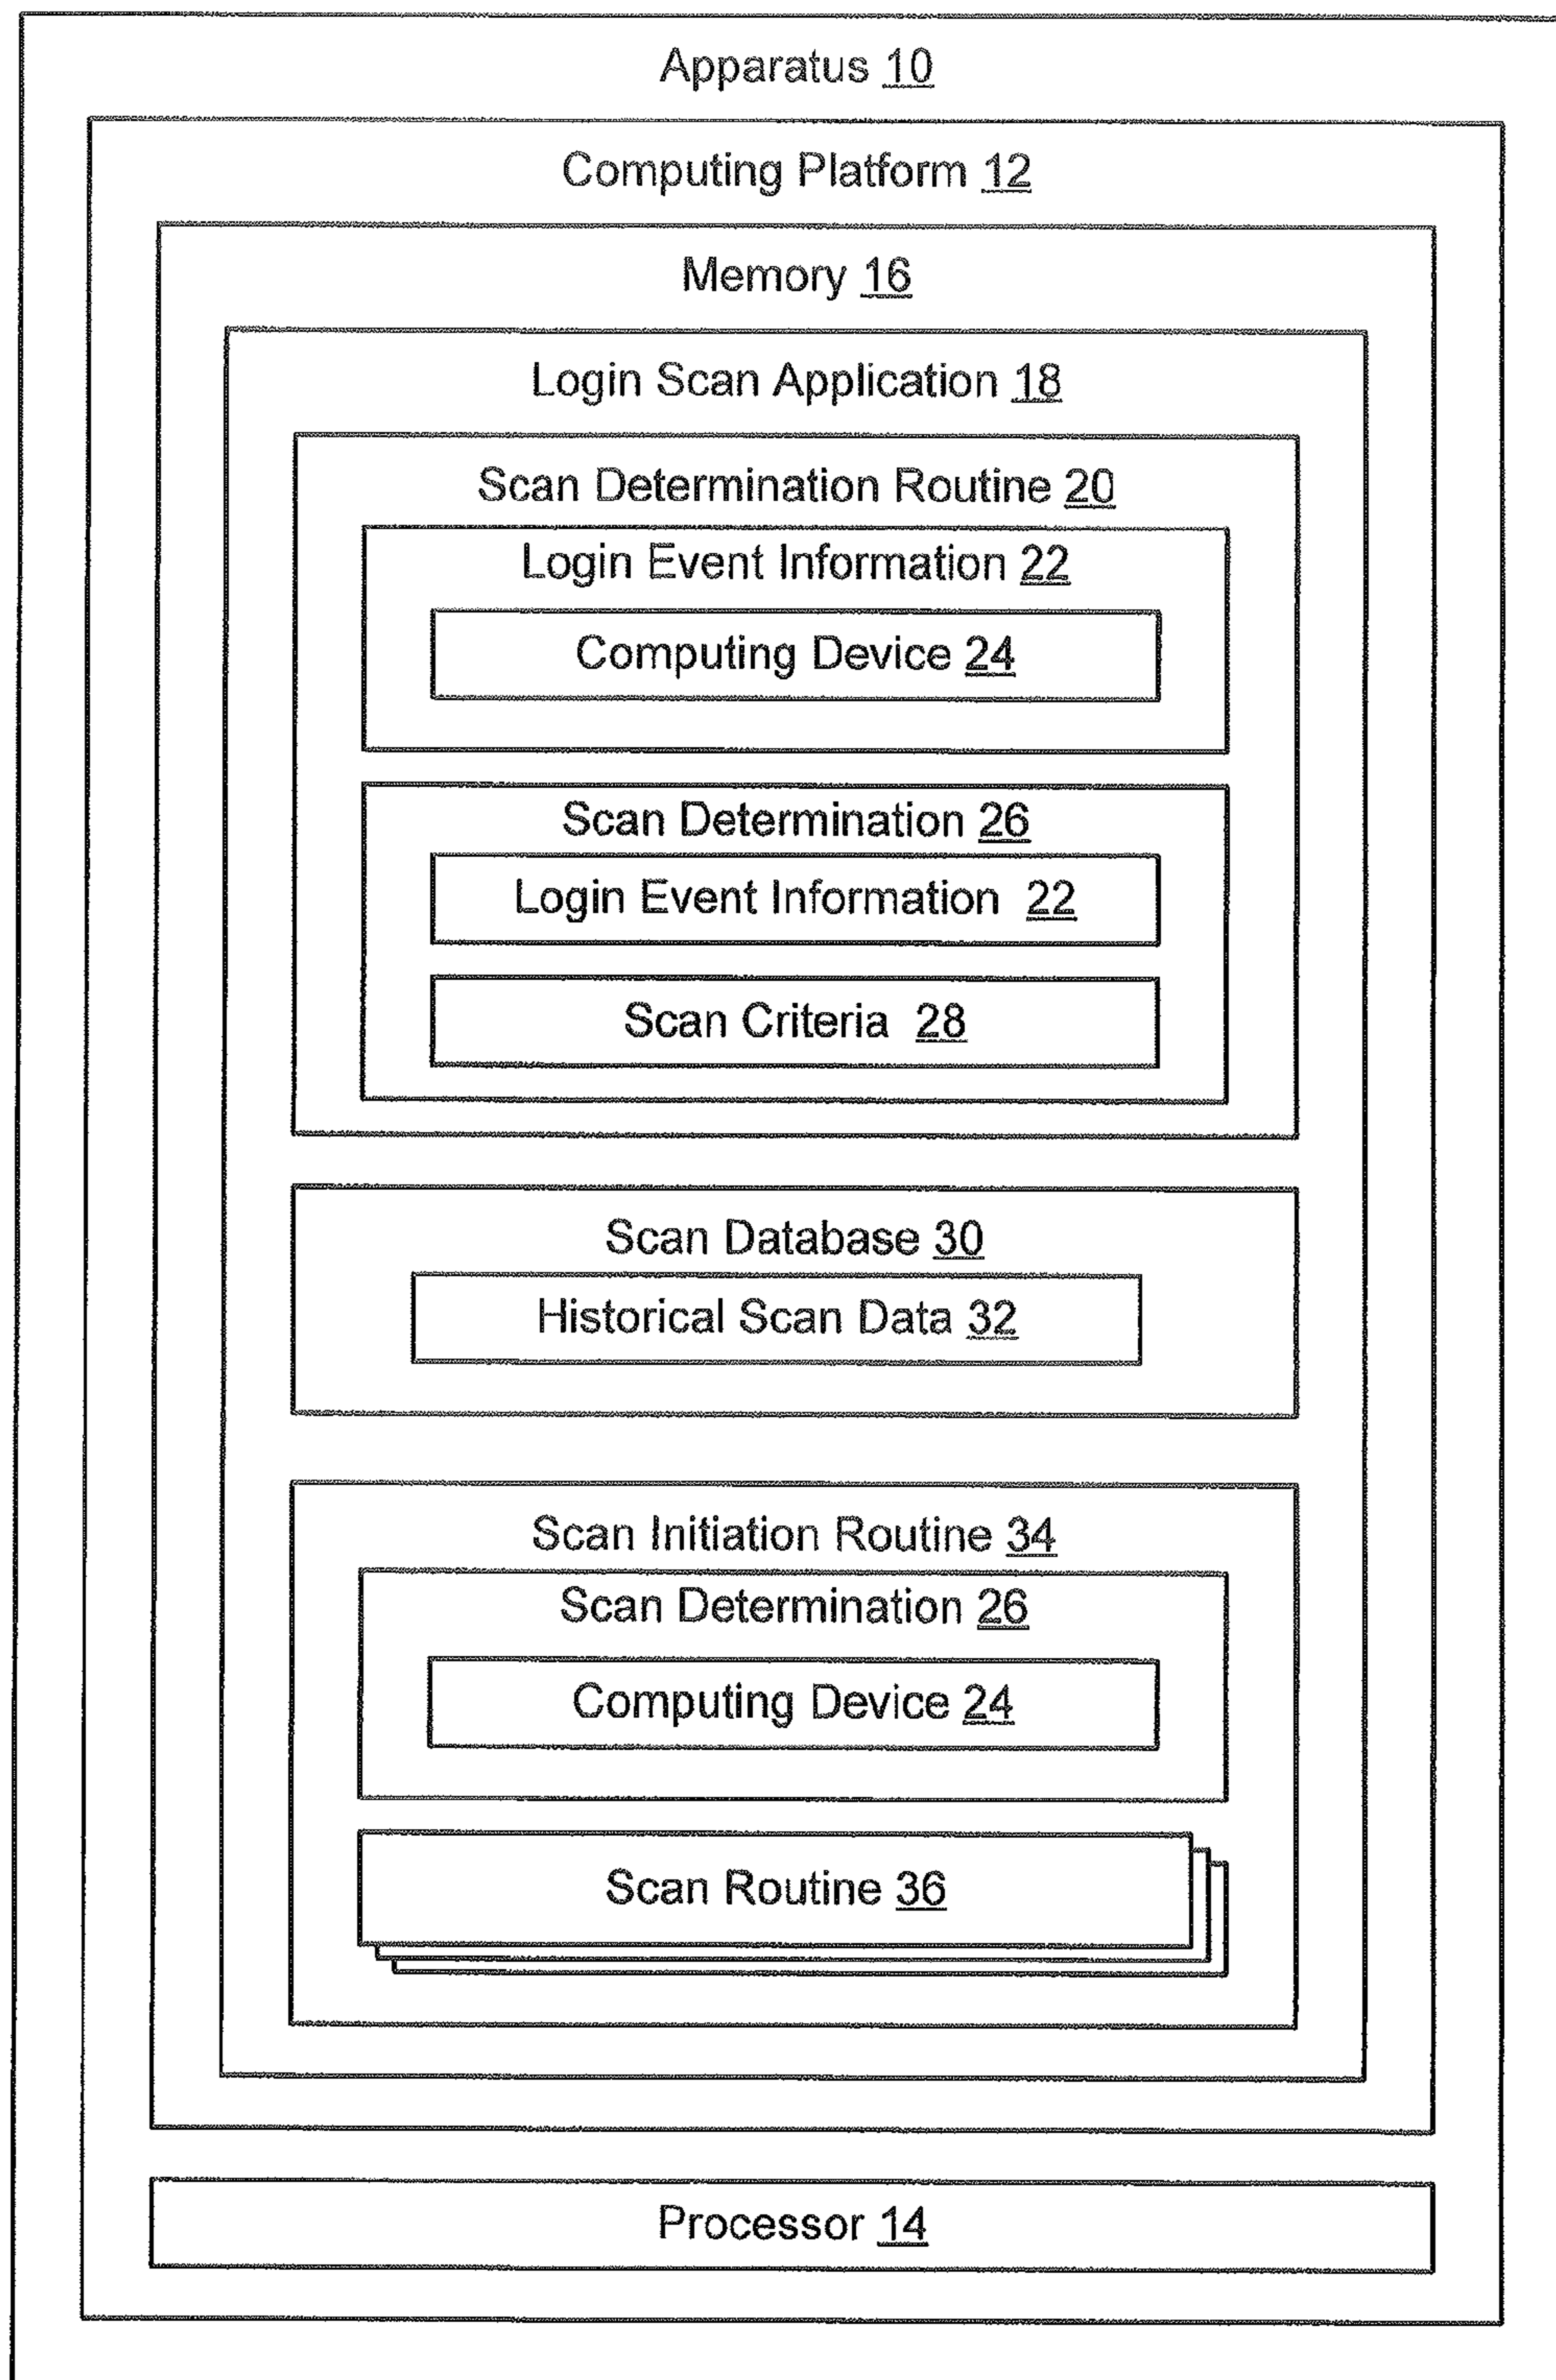 Apparatus 10
Computing Platform 12
Memory 16
Login Scan Application 18
Scan Determination Routine 20
Login Event Information 22
Computing Device 24
Scan Determination 26
Login Event Information 22
Scan Criteria 28
Scan Database 30
Historical Scan Data 32
Scan Initiation Routine 34
Scan Determination 26
Computing Device 24
Scan Routine 36
Processor 14